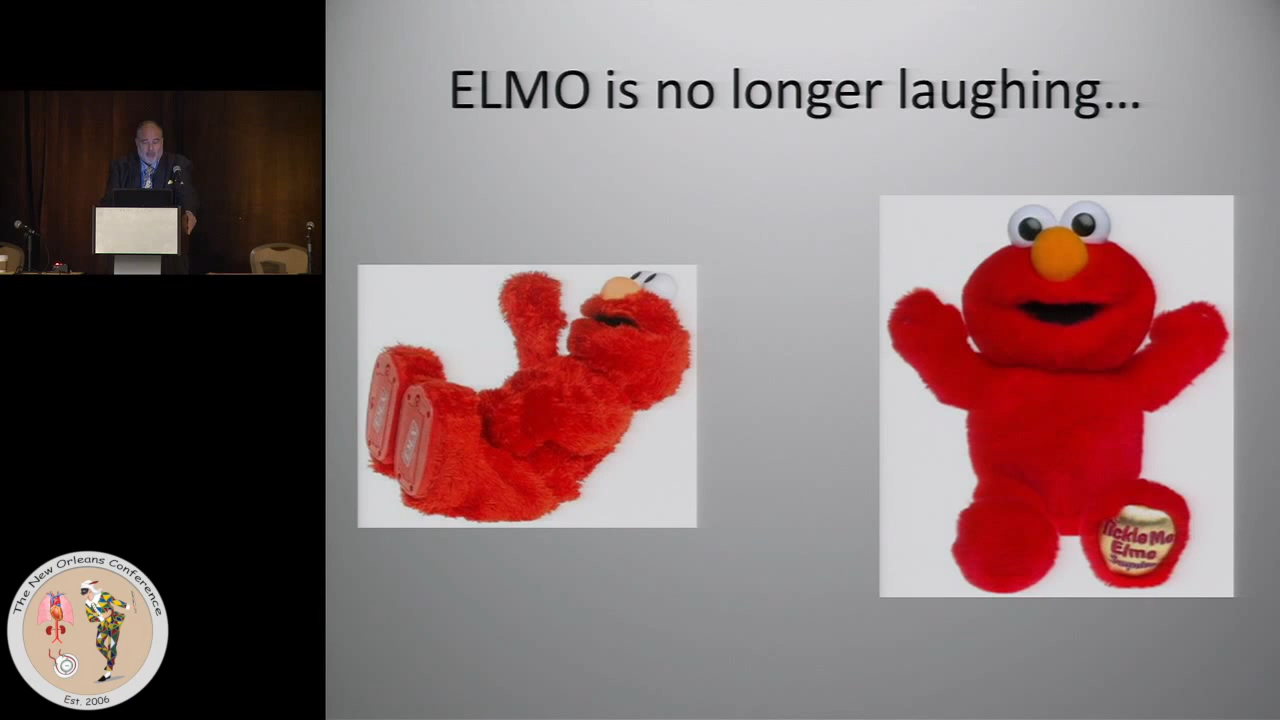 ELMO is no longer laughing...
Tickle Me
Elmo
The New Orleans Conference
Est. 2006